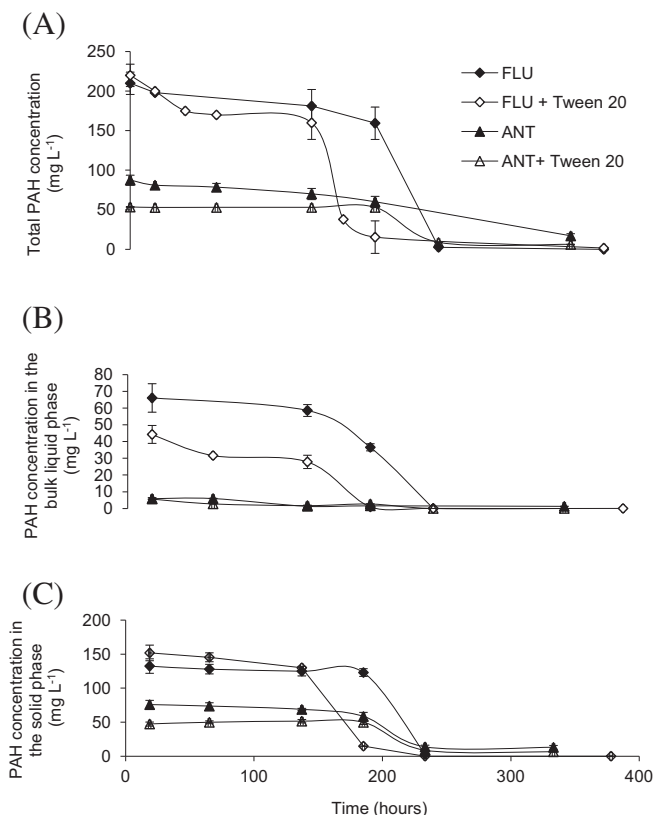 (A)
Total PAH concentration
(mg L-1)
250
200
150
100
50
0
FLU
FLU + Tween 20
ANT
ANT+ Tween 20
(B)
PAH concentration in the
bulk liquid phase
(mg L-1)
80
70
60
50
40
30
20
10
0
(C)
PAH concentration in
the solid phase
(mg L-1)
200
150
100
50
0
0
100
200
300
400
Time (hours)